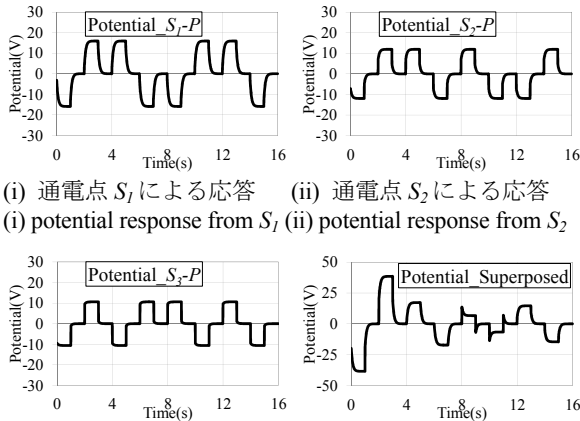 30
20
10
0
-10
-20
-30
Potential(V)
Potential_S1-P
0 4 8 12 16
Time(s)
30
20
10
0
-10
-20
-30
Potential(V)
Potential_S2-P
0 4 8 12 16
Time(s)
(i) 通電点 S1による応答 (ii) 通電点 S2による応答
(i) potential response from S1 (ii) potential response from S2
30
20
10
0
-10
-20
-30
Potential(V)
Potential_S3-P
0 4 8 12 16
Time(s)
50
25
0
-25
-50
Potential(V)
Potential_Superposed
0 4 8 12 16
Time(s)